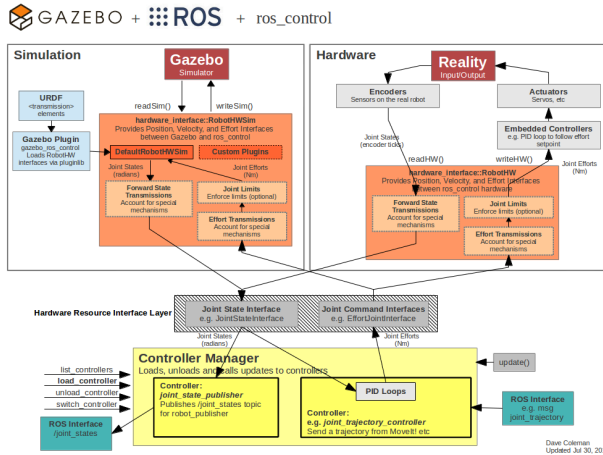 GAZEBO + ROS + ros_control
Simulation
Gazebo
Simulator
URDF
<transmission>
elements
readSim()
writeSim()
Gazebo Plugin
gazebo_ros_control
Loads RobotHW
interfaces via pluginlib
hardware_interface::RobotHWSim
Provides Position, Velocity, and Effort Interfaces
between Gazebo and ros_control
DefaultRobotHWSim
Custom Plugins
Joint States
(radians)
Joint Efforts
(Nm)
Forward State
Transmissions
Account for special
mechanisms
Joint Limits
Enforce limits (optional)
Effort Transmissions
Account for special
mechanisms
Hardware
Reality
Input/Output
Encoders
Sensors on the real robot
Actuators
Servos, etc
Joint States
(encoder ticks)
Embedded Controllers
e.g. PID loop to follow effort
setpoint
readHW()
writeHW()
Joint Efforts
(Nm)
hardware_interface::RobotHW
Provides Position, Velocity, and Effort Interfaces
between ros_control hardware
Forward State
Transmissions
Account for special
mechanisms
Joint Limits
Enforce limits (optional)
Effort Transmissions
Account for special
mechanisms
Hardware Resource Interface Layer
Joint State Interface
e.g. JointStateInterface
Joint Command Interfaces
e.g. EffortJointInterface
Joint States
(radians)
Joint Efforts
(Nm)
Controller Manager
Loads, unloads and calls updates to controllers
update()
list_controllers
load_controller
unload_controller
switch_controller
Controller:
joint_state_publisher
Publishes /joint_states topic
for robot_publisher
PID Loops
Controller:
e.g. joint_trajectory_controller
Send a trajectory from MoveIt! etc
ROS Interface
e.g. msg
joint_trajectory
ROS Interface
/joint_states
Dave Coleman
Updated Jul 30, 20